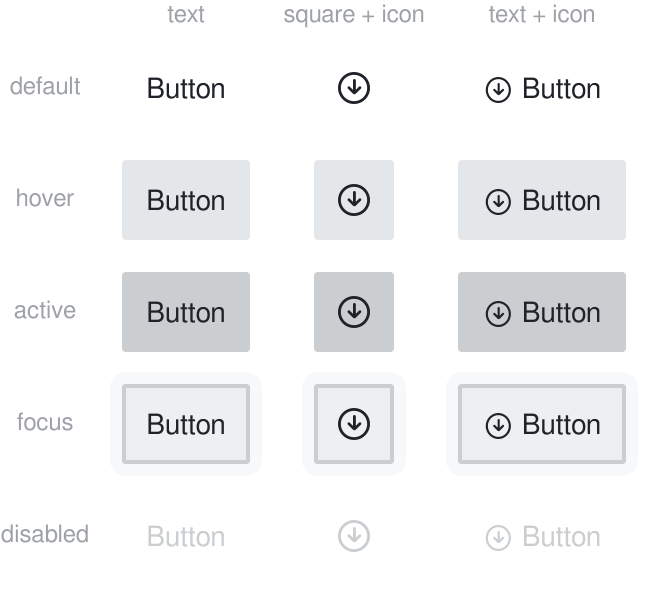 text square + icon text + icon
default Button Button
hover Button Button
active Button Button
focus Button Button
disabled Button Button